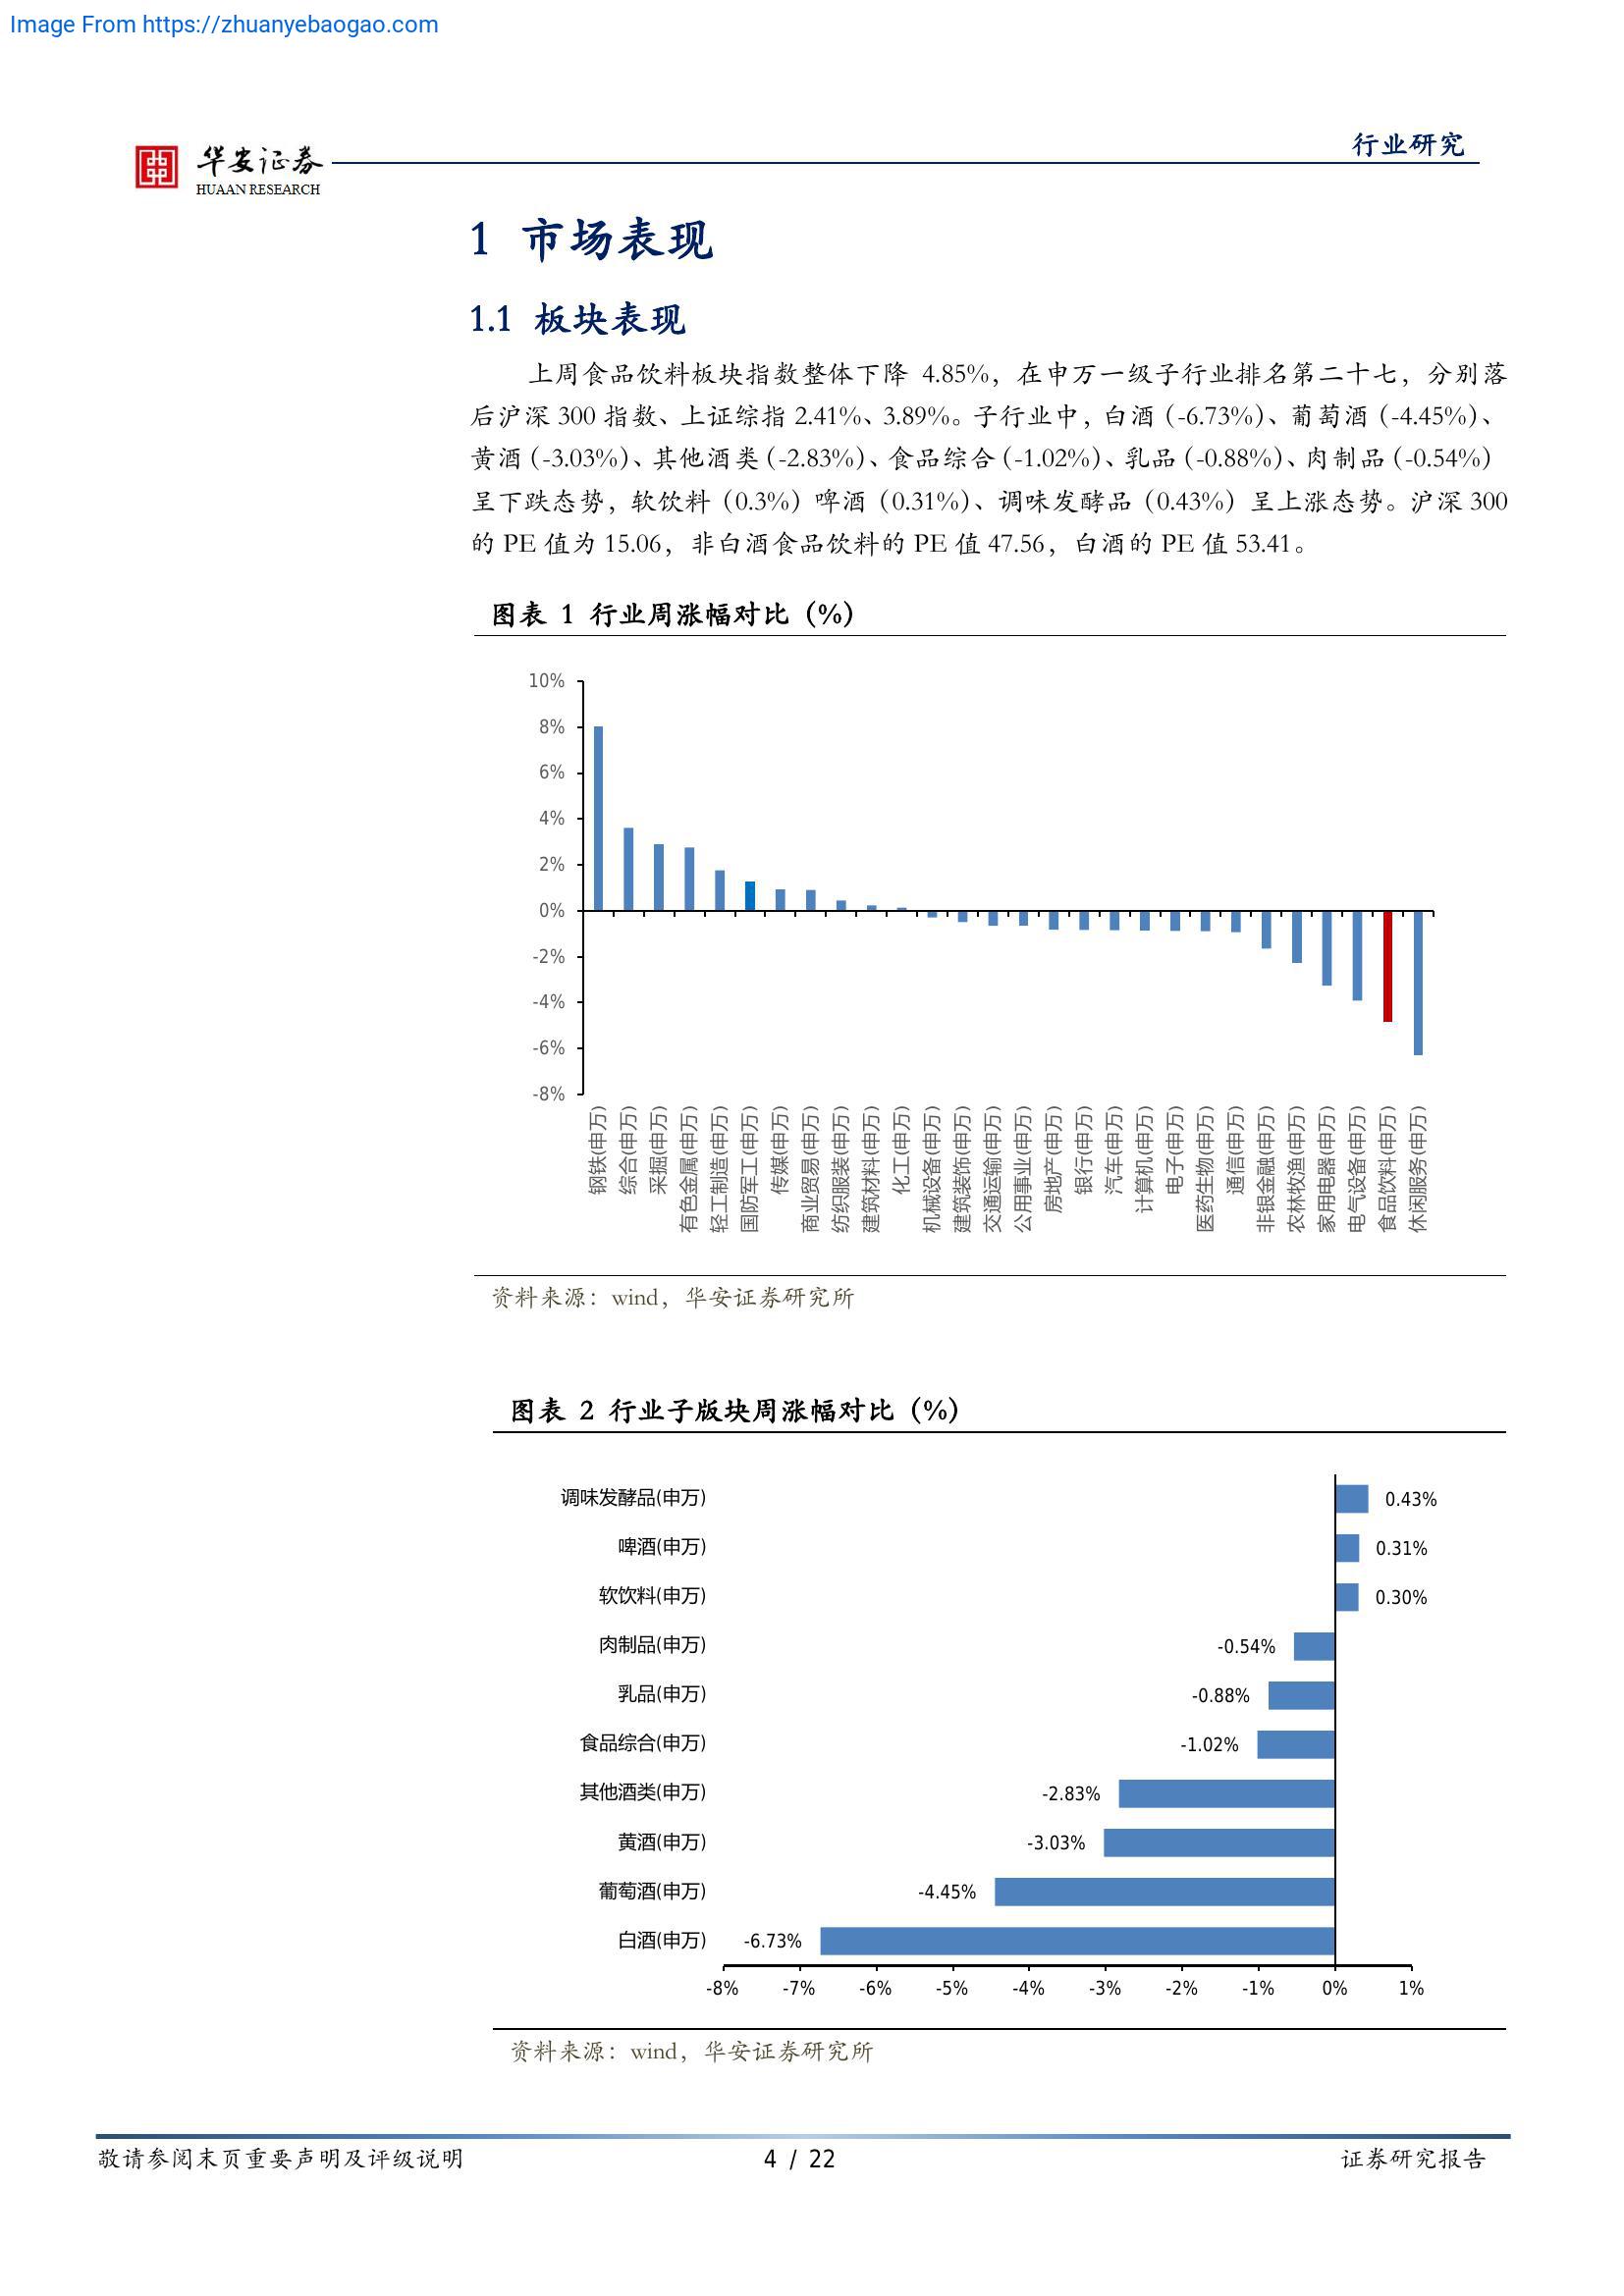 Image From https://zhuanyebaogao.com
华安证券
HUAAN RESEARCH
行业研究
1 市场表现
1.1 板块表现
上周食品饮料板块指数整体下降 4.85%，在申万一级子行业排名第二十七，分别落
后沪深 300 指数、上证综指 2.41%、3.89%。子行业中，白酒（-6.73%）、葡萄酒（-4.45%）、
黄酒（-3.03%）、其他酒类（-2.83%）、食品综合（-1.02%）、乳品（-0.88%）、肉制品（-0.54%）
呈下跌态势，软饮料（0.3%）啤酒（0.31%）、调味发酵品（0.43%）呈上涨态势。沪深 300
的 PE 值为 15.06，非白酒食品饮料的 PE 值 47.56，白酒的 PE 值 53.41。
图表 1 行业周涨幅对比（%）
10%
8%
6%
4%
2%
0%
-2%
-4%
-6%
-8%
钢铁(申万)
综合(申万)
采掘(申万)
有色金属(申万)
轻工制造(申万)
国防军工(申万)
传媒(申万)
商业贸易(申万)
纺织服装(申万)
建筑材料(申万)
化工(申万)
机械设备(申万)
建筑装饰(申万)
交通运输(申万)
公用事业(申万)
房地产(申万)
银行(申万)
汽车(申万)
计算机(申万)
电子(申万)
医药生物(申万)
通信(申万)
非银金融(申万)
农林牧渔(申万)
家用电器(申万)
电气设备(申万)
食品饮料(申万)
休闲服务(申万)
资料来源：wind，华安证券研究所
图表 2 行业子版块周涨幅对比（%）
调味发酵品(申万) 0.43%
啤酒(申万) 0.31%
软饮料(申万) 0.30%
肉制品(申万) -0.54%
乳品(申万) -0.88%
食品综合(申万) -1.02%
其他酒类(申万) -2.83%
黄酒(申万) -3.03%
葡萄酒(申万) -4.45%
白酒(申万) -6.73%
-8% -7% -6% -5% -4% -3% -2% -1% 0% 1%
资料来源：wind，华安证券研究所
敬请参阅末页重要声明及评级说明 4 / 22 证券研究报告